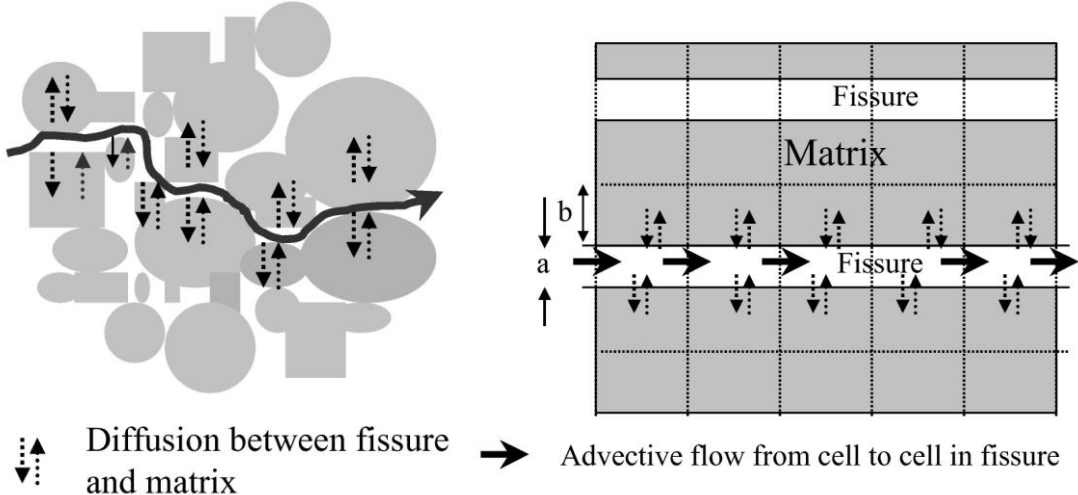 Fissure
Matrix
b
a
Fissure
Diffusion between fissure
and matrix
Advective flow from cell to cell in fissure